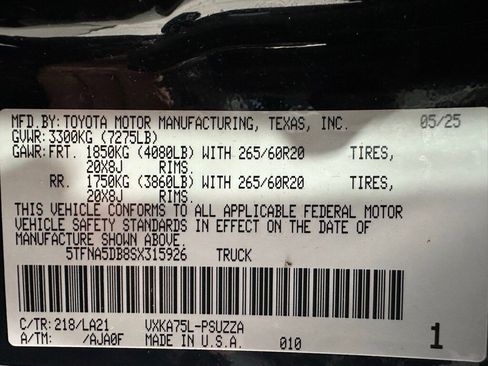 MFD.BY:TOYOTA MOTOR MANUFACTURING, TEXAS, INC. 05/25
GVWR:3300KG (7275LB)
GAWR:FRT. 1850KG (4080LB) WITH 265/60R20 TIRES,
20X8J RIMS.
RR. 1750KG (3860LB) WITH 265/60R20 TIRES,
20X8J RIMS.
THIS VEHICLE CONFORMS TO ALL APPLICABLE FEDERAL MOTOR
VEHICLE SAFETY STANDARDS IN EFFECT ON THE DATE OF
MANUFACTURE SHOWN ABOVE.
5TFNA5DB8SX315926 TRUCK
C/TR:218/LA21 VXKA75L-PSUZZA
A/TM: /AJA0F MADE IN U.S.A. 010 1